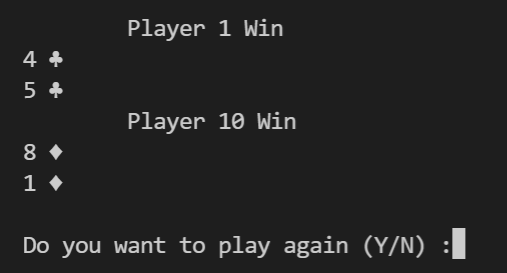 Player 1 Win
4 ♣
5 ♣
Player 10 Win
8 ♦
1 ♦
Do you want to play again (Y/N) :